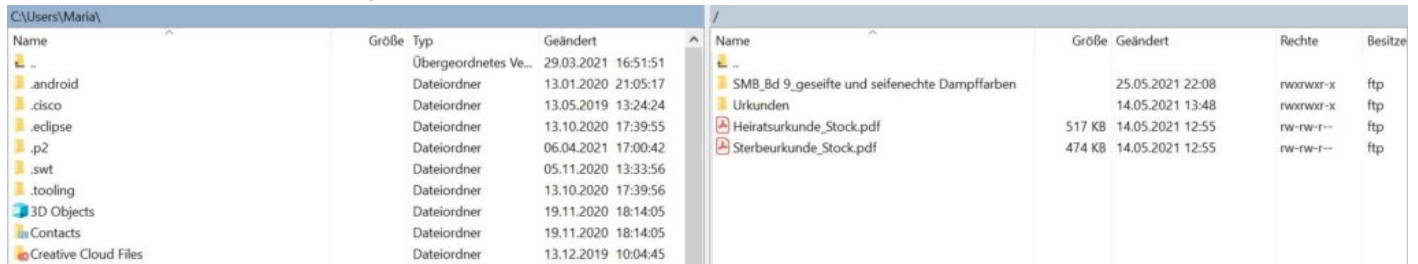 C:\Users\Maria\
Name Größe Typ Geändert
.. Übergeordnetes Ve... 29.03.2021 16:51:51
.android Dateiordner 13.01.2020 21:05:17
.cisco Dateiordner 13.05.2019 13:24:24
.eclipse Dateiordner 13.10.2020 17:39:55
.p2 Dateiordner 06.04.2021 17:00:42
.swt Dateiordner 05.11.2020 13:33:56
.tooling Dateiordner 13.10.2020 17:39:56
3D Objects Dateiordner 19.11.2020 18:14:05
Contacts Dateiordner 19.11.2020 18:14:05
Creative Cloud Files Dateiordner 13.12.2019 10:04:45
/
Name Größe Geändert Rechte Besitze
..
SMB_Bd 9_geseifte und seifenechte Dampffarben 25.05.2021 22:08 rwxrwxr-x ftp
Urkunden 14.05.2021 13:48 rwxrwxr-x ftp
Heiratsurkunde_Stock.pdf 517 KB 14.05.2021 12:55 rw-rw-r-- ftp
Sterbeurkunde_Stock.pdf 474 KB 14.05.2021 12:55 rw-rw-r-- ftp